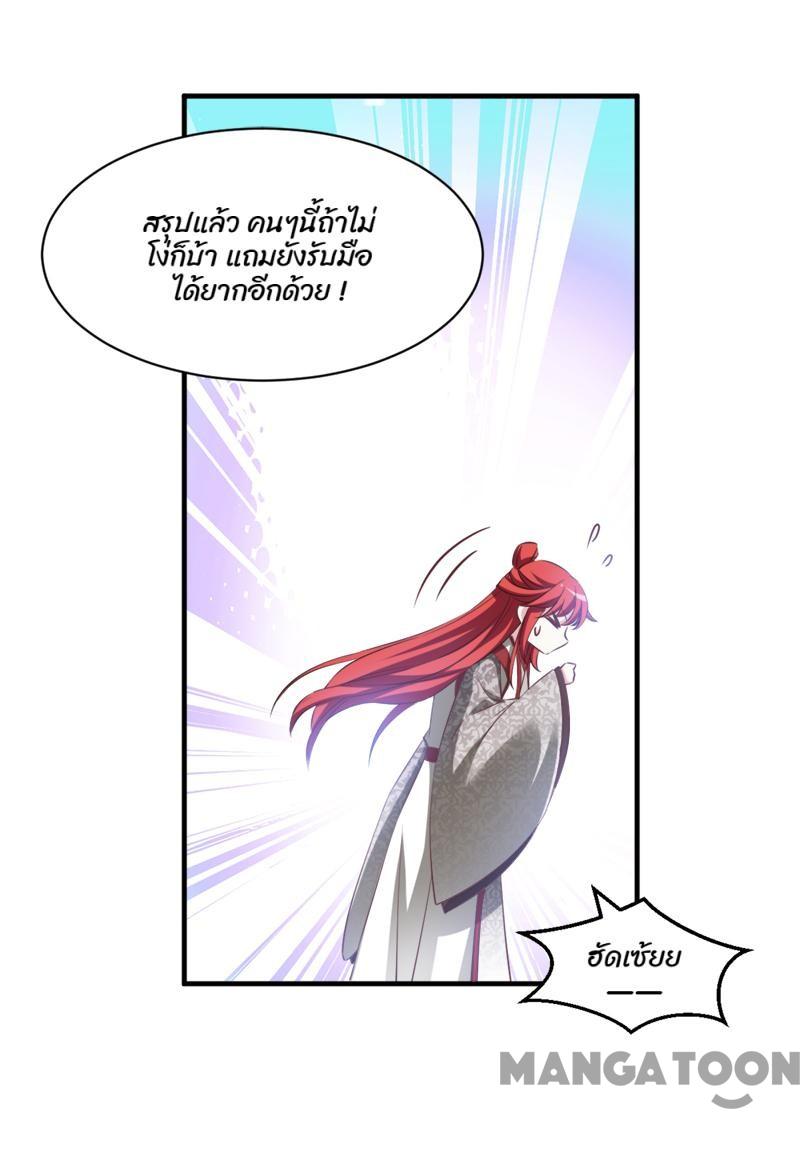 สรุปแล้ว คนๆนี้ถ้าไม่
โง่ก็บ้า แถมยังรับมือ
ได้ยากอีกด้วย !
ฮัดเช้ยย
——
MANGATOON